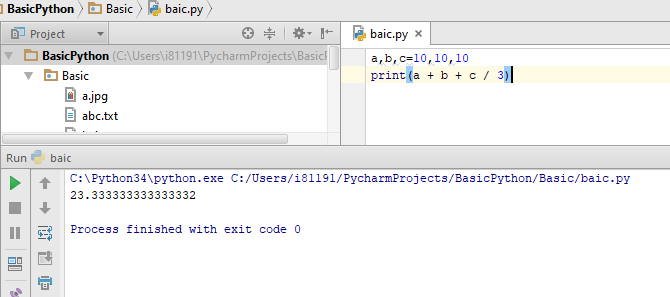 BasicPython Basic baic.py
Project
BasicPython (C:\Users\i81191\PycharmProjects\BasicP
Basic
a.jpg
abc.txt
baic.py
a,b,c=10,10,10
print(a + b + c / 3)
Run baic
C:\Python34\python.exe C:/Users/i81191/PycharmProjects/BasicPython/Basic/baic.py
23.333333333333332
Process finished with exit code 0